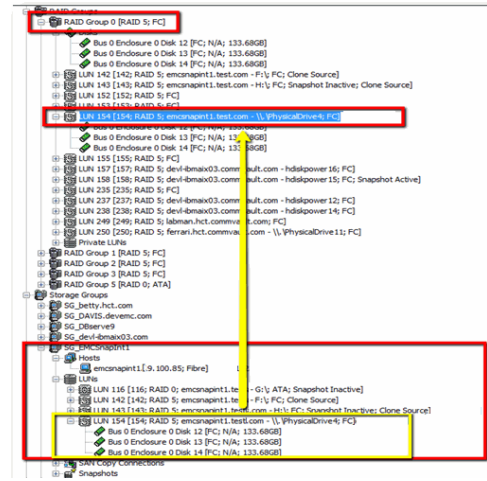 RAID Groups
RAID Group 0 [RAID 5; FC]
Disks
Bus 0 Enclosure 0 Disk 12 [FC; N/A; 133.68GB]
Bus 0 Enclosure 0 Disk 13 [FC; N/A; 133.68GB]
Bus 0 Enclosure 0 Disk 14 [FC; N/A; 133.68GB]
LUN 142 [142; RAID 5; emcsnapint1.test.com - F:\; FC; Clone Source]
LUN 143 [143; RAID 5; emcsnapint1.test.com - H:\; FC; Snapshot Inactive; Clone Source]
LUN 152 [152; RAID 5; FC]
LUN 153 [153; RAID 5; FC]
LUN 154 [154; RAID 5; emcsnapint1.test.com - \\.\PhysicalDrive4; FC]
Bus 0 Enclosure 0 Disk 12 [FC; N/A; 133.68GB]
Bus 0 Enclosure 0 Disk 13 [FC; N/A; 133.68GB]
Bus 0 Enclosure 0 Disk 14 [FC; N/A; 133.68GB]
LUN 155 [155; RAID 5; FC]
LUN 157 [157; RAID 5; devl-ibmaix03.commvault.com - hdiskpower16; FC]
LUN 158 [158; RAID 5; devl-ibmaix03.commvault.com - hdiskpower15; FC; Snapshot Active]
LUN 235 [235; RAID 5; FC]
LUN 237 [237; RAID 5; devl-ibmaix03.commvault.com - hdiskpower12; FC]
LUN 238 [238; RAID 5; devl-ibmaix03.commvault.com - hdiskpower14; FC]
LUN 249 [249; RAID 5; labman.hct.commvault.com; FC]
LUN 250 [250; RAID 5; ferrari.hct.commvault.com - \\.\PhysicalDrive11; FC]
Private LUNs
RAID Group 1 [RAID 5; FC]
RAID Group 2 [RAID 5; FC]
RAID Group 3 [RAID 5; FC]
RAID Group 5 [RAID 0; ATA]
Storage Groups
SG_betty.hct.com
SG_DAVIS.devemc.com
SG_DBserve9
SG_devl-ibmaix03.com
SG_EMCSnapInt1
Hosts
emcsnapint1.[.9.100.85; Fibre]
LUNs
LUN 116 [116; RAID 0; emcsnapint1.test - G:\; ATA; Snapshot Inactive]
LUN 142 [142; RAID 5; emcsnapint1.test - F:\; FC; Clone Source]
LUN 143 [143; RAID 5; emcsnapint1.test.com - H:\; FC; Snapshot Inactive; Clone Source]
LUN 154 [154; RAID 5; emcsnapint1.test.com - \\.\PhysicalDrive4; FC]
Bus 0 Enclosure 0 Disk 12 [FC; N/A; 133.68GB]
Bus 0 Enclosure 0 Disk 13 [FC; N/A; 133.68GB]
Bus 0 Enclosure 0 Disk 14 [FC; N/A; 133.68GB]
SAN Copy Connections
Snapshots